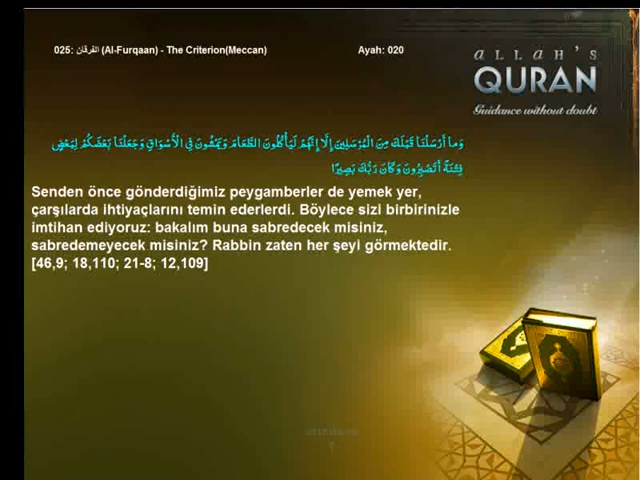 025: الفرقان (Al-Furqaan) - The Criterion(Meccan) Ayah: 020
ALLAH'S
QURAN
Guidance without doubt
وَما أَرْسَلْنَا قَبْلَكَ مِنَ الْمُرْسَلِينَ إِلَّا إِنَّهُمْ لَيَأْكُلُونَ الطَّعَامَ وَيَمْشُونَ فِي الْأَسْوَاقِ وَجَعَلْنَا بَعْضَكُمْ لِبَعْضٍ
فِتْنَةً أَتَصْبِرُونَ وَكَانَ رَبُّكَ بَصِيرًا
Senden önce gönderdiğimiz peygamberler de yemek yer,
çarşılarda ihtiyaçlarını temin ederlerdi. Böylece sizi birbirinizle
imtihan ediyoruz: bakalım buna sabredecek misiniz,
sabredemeyecek misiniz? Rabbin zaten her şeyi görmektedir.
[46,9; 18,110; 21-8; 12,109]